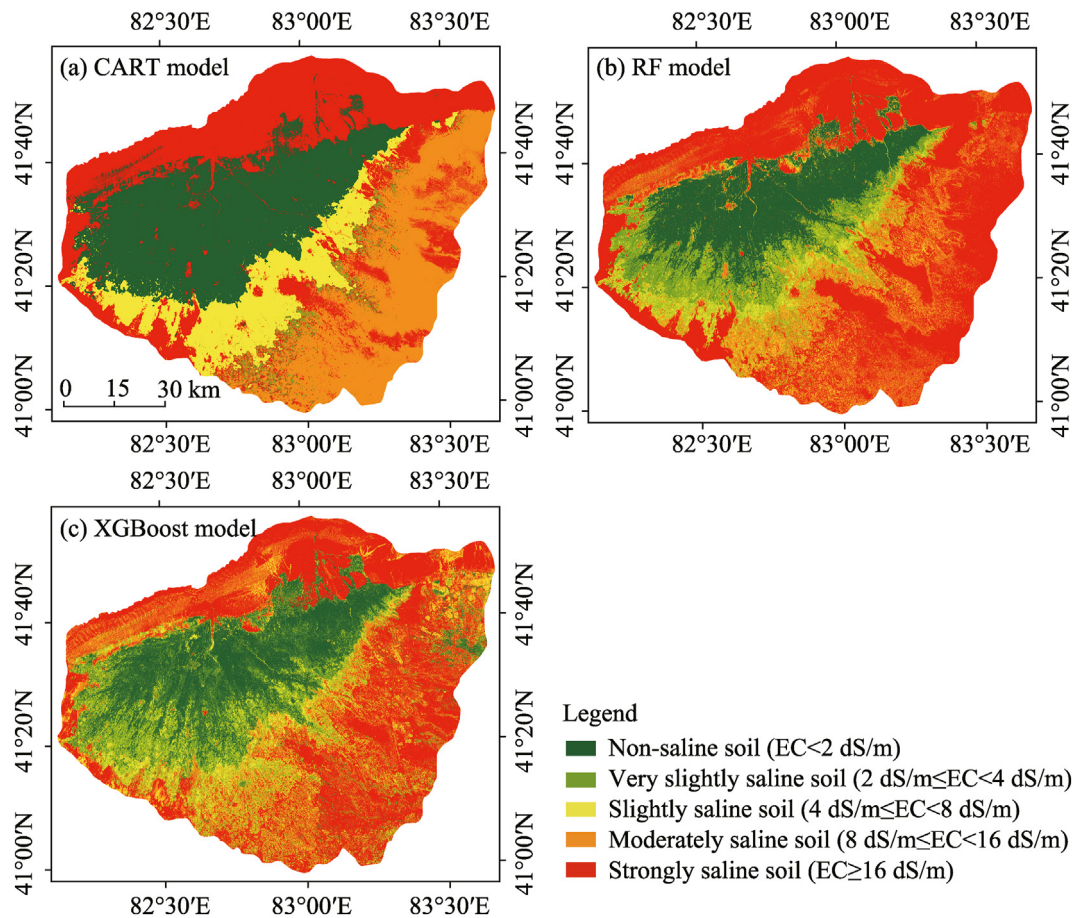 82°30′E 83°00′E 83°30′E
82°30′E 83°00′E 83°30′E
(a) CART model
(b) RF model
41°40′N
41°20′N
41°00′N
41°40′N
41°20′N
41°00′N
41°40′N
41°20′N
41°00′N
0 15 30 km
82°30′E 83°00′E 83°30′E
82°30′E 83°00′E 83°30′E
82°30′E 83°00′E 83°30′E
(c) XGBoost model
41°40′N
41°20′N
41°00′N
41°40′N
41°20′N
41°00′N
82°30′E 83°00′E 83°30′E
Legend
Non-saline soil (EC<2 dS/m)
Very slightly saline soil (2 dS/m≤EC<4 dS/m)
Slightly saline soil (4 dS/m≤EC<8 dS/m)
Moderately saline soil (8 dS/m≤EC<16 dS/m)
Strongly saline soil (EC≥16 dS/m)